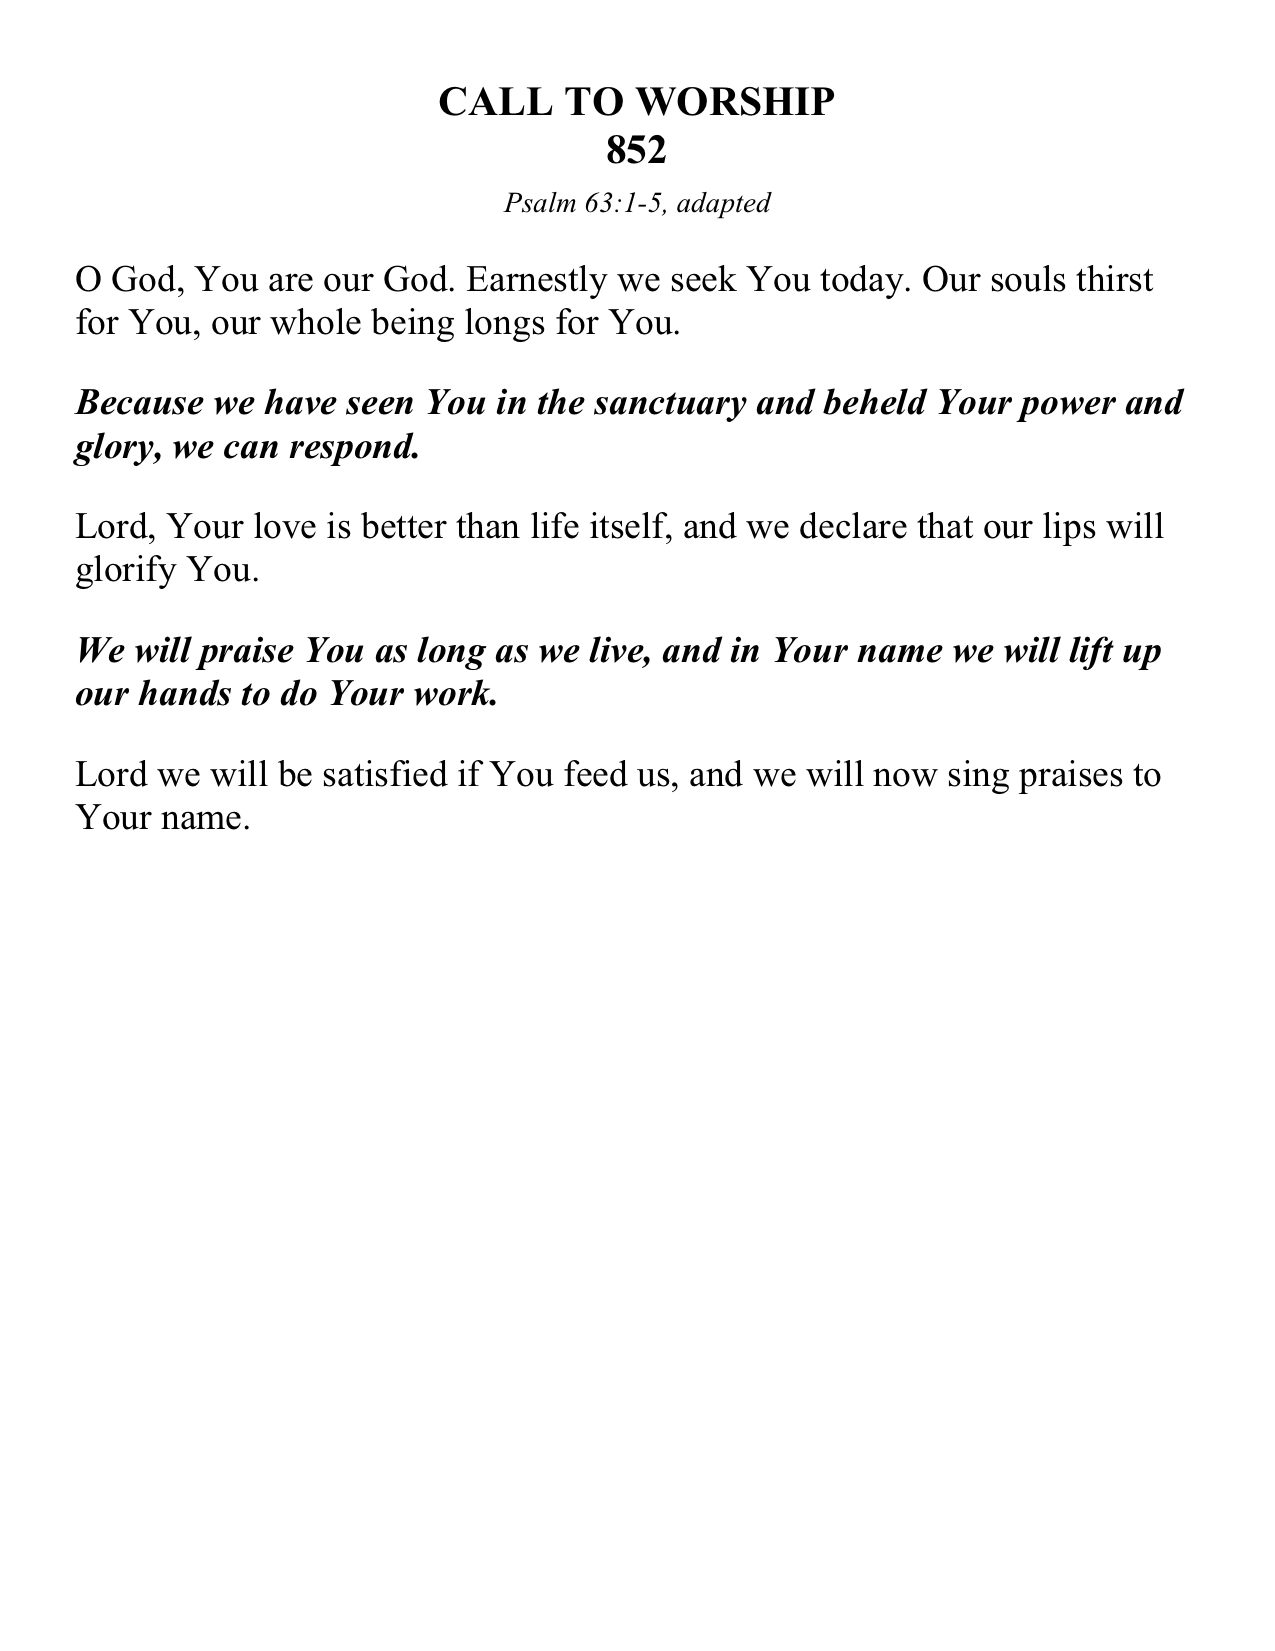 CALL TO WORSHIP
852
Psalm 63:1-5, adapted
O God, You are our God. Earnestly we seek You today. Our souls thirst
for You, our whole being longs for You.
Because we have seen You in the sanctuary and beheld Your power and
glory, we can respond.
Lord, Your love is better than life itself, and we declare that our lips will
glorify You.
We will praise You as long as we live, and in Your name we will lift up
our hands to do Your work.
Lord we will be satisfied if You feed us, and we will now sing praises to
Your name.